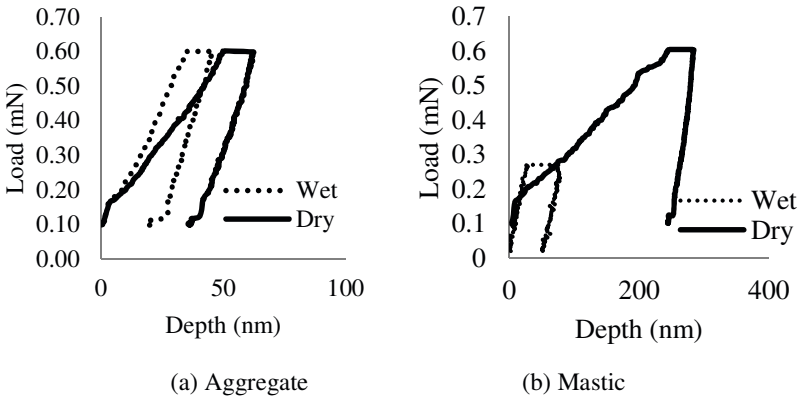 0.70
0.60
0.50
0.40
0.30
0.20
0.10
0.00
Load (mN)
Wet
Dry
0 50 100
Depth (nm)
(a) Aggregate
0.7
0.6
0.5
0.4
0.3
0.2
0.1
0
Load (mN)
Wet
Dry
0 200 400
Depth (nm)
(b) Mastic